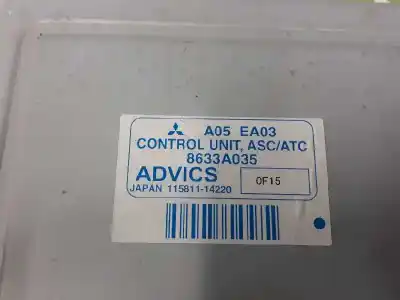 A05 EA03
CONTROL UNIT, ASC/ATC
8633A035
ADVICS
0F15
JAPAN 115811-14220